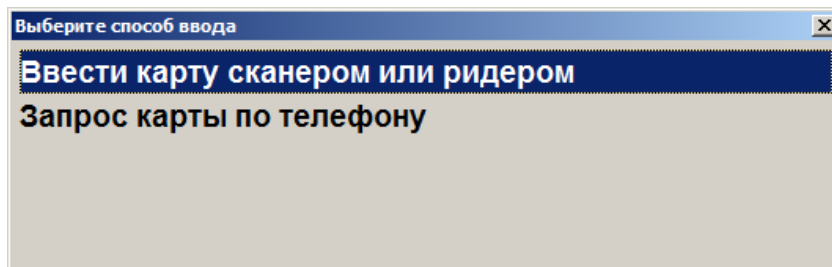 Выберите способ ввода
Ввести карту сканером или ридером
Запрос карты по телефону